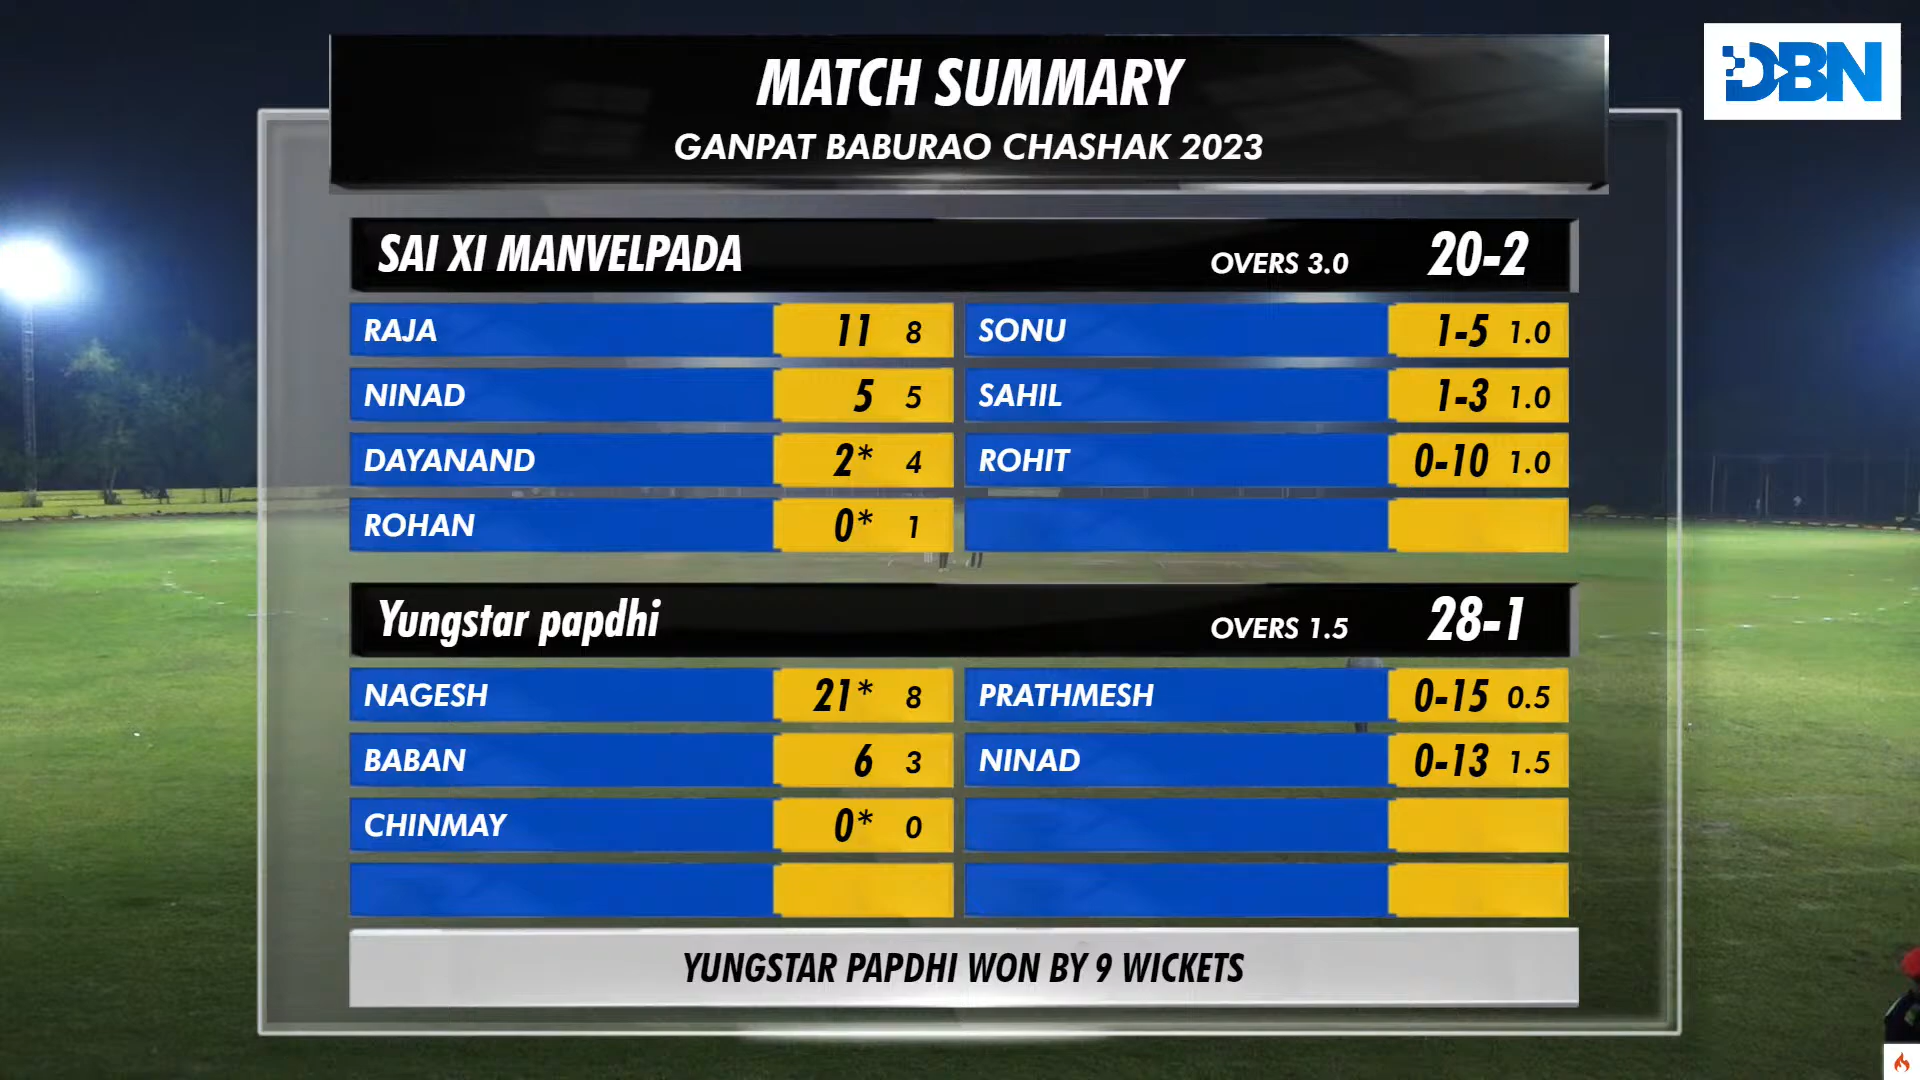 DBN
MATCH SUMMARY
GANPAT BABURAO CHASHAK 2023
SAI XI MANVELPADA OVERS 3.0 20-2
RAJA 11 8 SONU 1-5 1.0
NINAD 5 5 SAHIL 1-3 1.0
DAYANAND 2* 4 ROHIT 0-10 1.0
ROHAN 0* 1
Yungstar papdhi OVERS 1.5 28-1
NAGESH 21* 8 PRATHMESH 0-15 0.5
BABAN 6 3 NINAD 0-13 1.5
CHINMAY 0* 0
YUNGSTAR PAPDHI WON BY 9 WICKETS